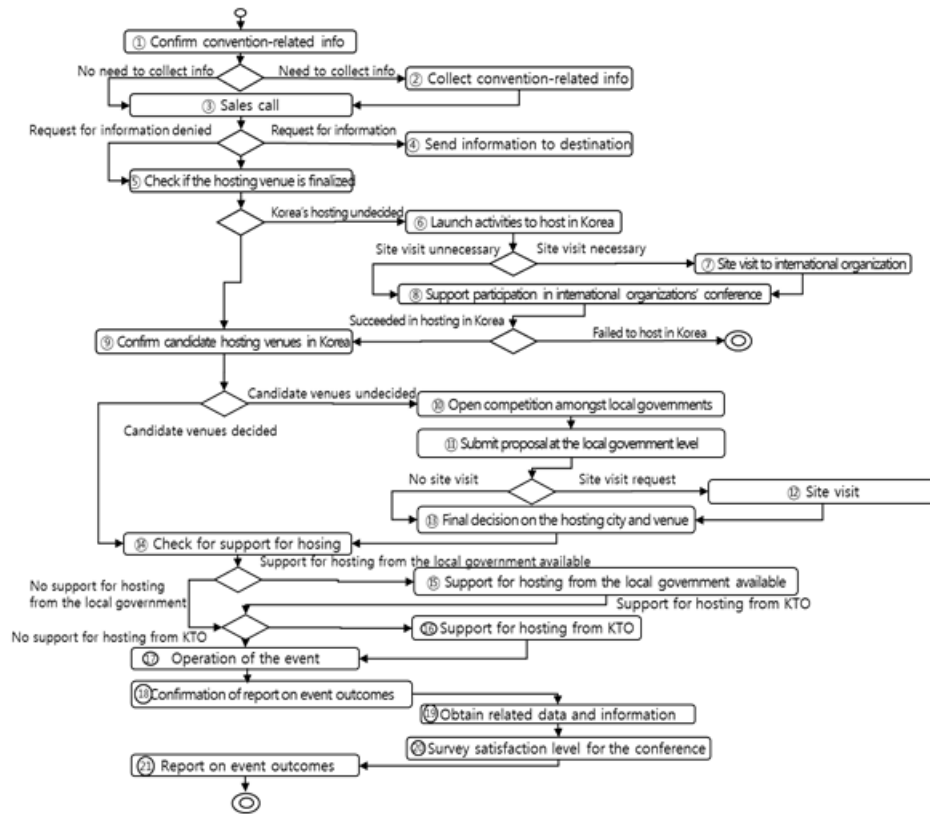 ① Confirm convention-related info
No need to collect info
Need to collect info
② Collect convention-related info
③ Sales call
Request for information denied
Request for information
④ Send information to destination
⑤ Check if the hosting venue is finalized
Korea's hosting undecided
⑥ Launch activities to host in Korea
Site visit unnecessary
Site visit necessary
⑦ Site visit to international organization
⑧ Support participation in international organizations' conference
Succeeded in hosting in Korea
Failed to host in Korea
⑨ Confirm candidate hosting venues in Korea
Candidate venues undecided
⑩ Open competition amongst local governments
Candidate venues decided
⑪ Submit proposal at the local government level
No site visit
Site visit request
⑫ Site visit
⑬ Final decision on the hosting city and venue
⑭ Check for support for hosing
Support for hosting from the local government available
No support for hosting
from the local government
⑮ Support for hosting from the local government available
Support for hosting from KTO
No support for hosting from KTO
⑯ Support for hosting from KTO
⑰ Operation of the event
⑱ Confirmation of report on event outcomes
⑲ Obtain related data and information
⑳ Survey satisfaction level for the conference
㉑ Report on event outcomes